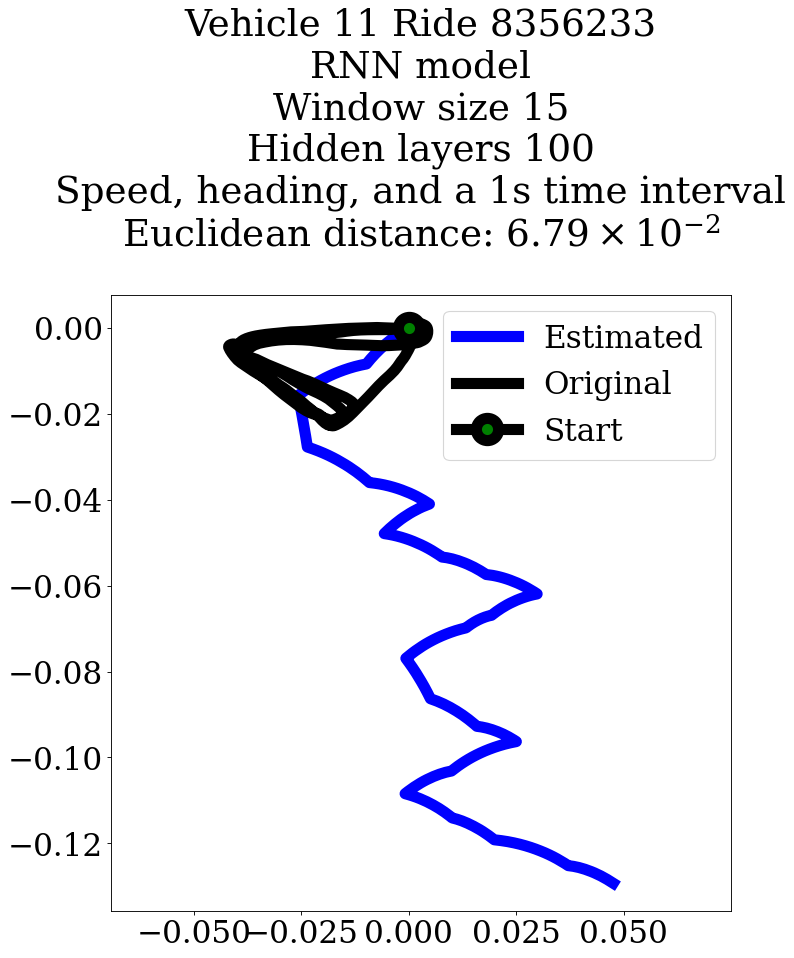 Vehicle 11 Ride 8356233
RNN model
Window size 15
Hidden layers 100
Speed, heading, and a 1s time interval
Euclidean distance: 6.79 × 10⁻²
Estimated
Original
Start
0.00
−0.02
−0.04
−0.06
−0.08
−0.10
−0.12
−0.050 −0.025 0.000 0.025 0.050